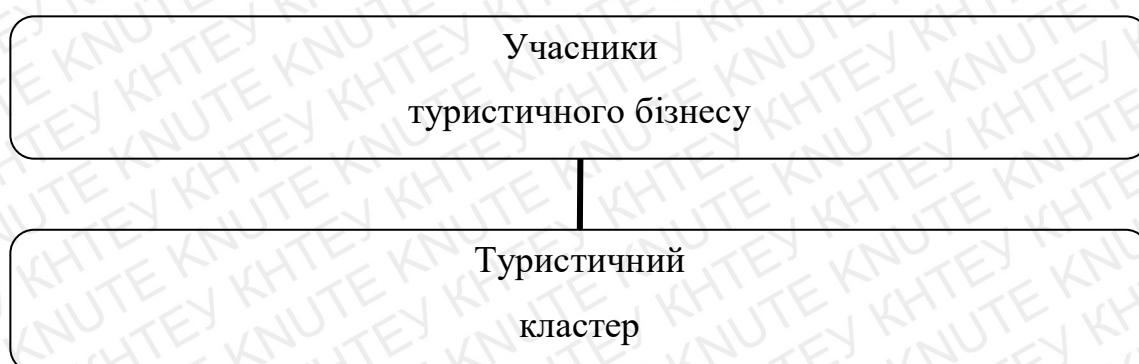 Учасники
туристичного бізнесу
Туристичний
кластер